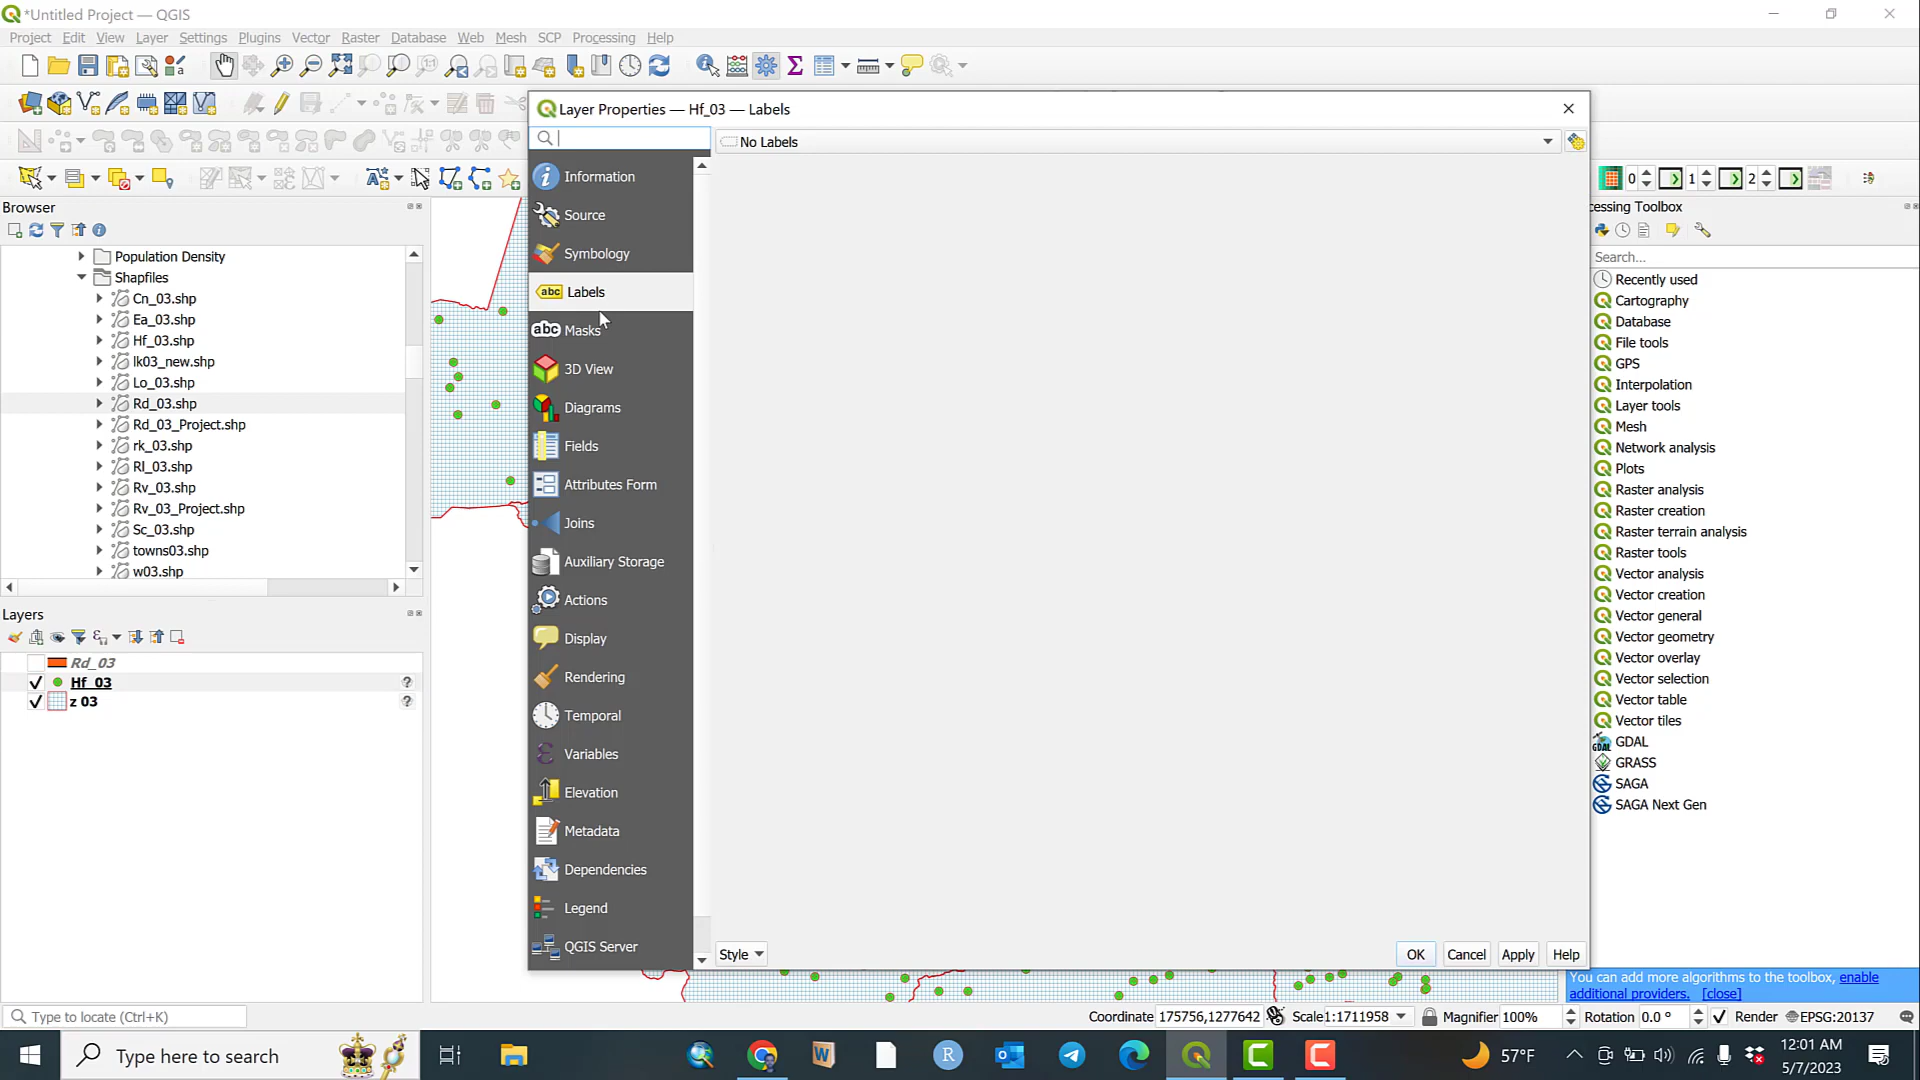 *Untitled Project — QGIS
Project Edit View Layer Settings Plugins Vector Raster Database Web Mesh SCP Processing Help
Layer Properties — Hf_03 — Labels
No Labels
Information
Source
Symbology
abc Labels
abc Masks
3D View
Diagrams
Fields
Attributes Form
Joins
Auxiliary Storage
Actions
Display
Rendering
Temporal
Variables
Elevation
Metadata
Dependencies
Legend
QGIS Server
Style
OK Cancel Apply Help
0 1 2
Browser
Population Density
Shapfiles
Cn_03.shp
Ea_03.shp
Hf_03.shp
lk03_new.shp
Lo_03.shp
Rd_03.shp
Rd_03_Project.shp
rk_03.shp
Rl_03.shp
Rv_03.shp
Rv_03_Project.shp
Sc_03.shp
towns03.shp
w03.shp
Layers
Rd_03
Hf_03 ?
z 03 ?
cessing Toolbox
Search...
Recently used
Cartography
Database
File tools
GPS
Interpolation
Layer tools
Mesh
Network analysis
Plots
Raster analysis
Raster creation
Raster terrain analysis
Raster tools
Vector analysis
Vector creation
Vector general
Vector geometry
Vector overlay
Vector selection
Vector table
Vector tiles
GDAL
GRASS
SAGA
SAGA Next Gen
You can add more algorithms to the toolbox, enable
additional providers. [close]
Type to locate (Ctrl+K)
Coordinate 175756,1277642 Scale 1:1711958 Magnifier 100% Rotation 0.0 ° Render EPSG:20137
Type here to search
57°F
12:01 AM
5/7/2023